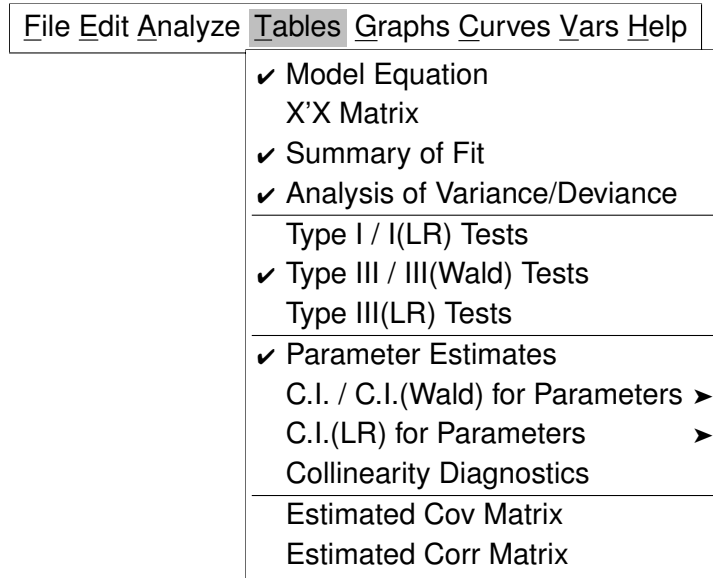 File Edit Analyze Tables Graphs Curves Vars Help
✔ Model Equation
X'X Matrix
✔ Summary of Fit
✔ Analysis of Variance/Deviance
Type I / I(LR) Tests
✔ Type III / III(Wald) Tests
Type III(LR) Tests
✔ Parameter Estimates
C.I. / C.I.(Wald) for Parameters ➤
C.I.(LR) for Parameters ➤
Collinearity Diagnostics
Estimated Cov Matrix
Estimated Corr Matrix